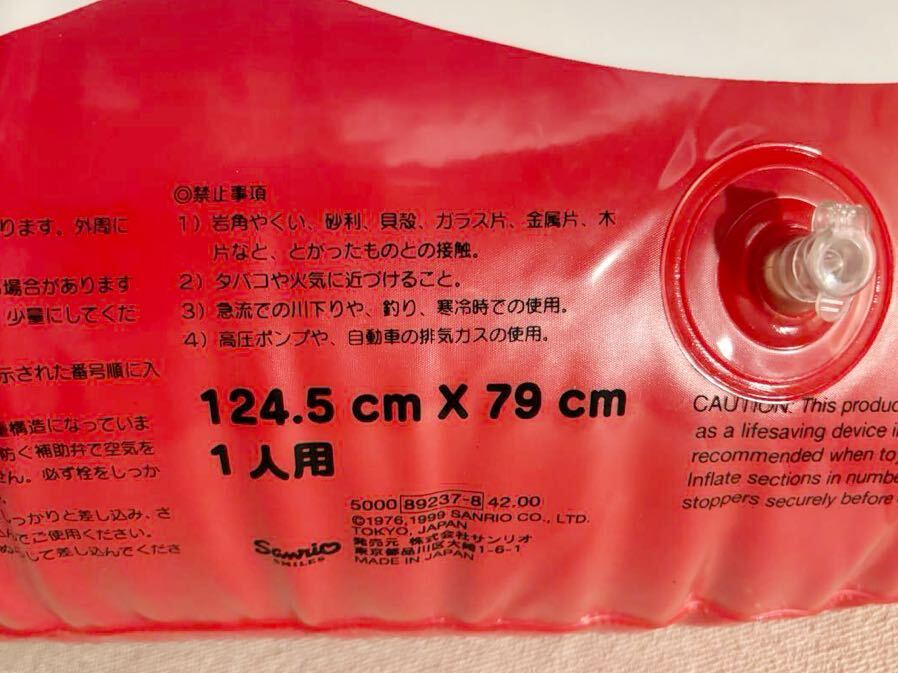 ります。外周に
場合があります
少量にしてくだ
示された番号順に入
構造になっていま
防ぐ補助弁で空気を
せん。必ず栓をしっか
しっかりと差し込み、さ
んでご使用ください。
して差し込んでくださ
◎禁止事項
1）岩角やくい、砂利、貝殻、ガラス片、金属片、木
片など、とがったものとの接触。
2）タバコや火気に近づけること。
3）急流での川下りや、釣り、寒冷時での使用。
4）高圧ポンプや、自動車の排気ガスの使用。
124.5 cm X 79 cm
1人用
5000 89237-8 42.00
©1976,1999 SANRIO CO., LTD.
TOKYO, JAPAN
発売元 株式会社サンリオ
東京都品川区大崎1-6-1
MADE IN JAPAN
Sanrio
SMILES
CAUTION: This produc
as a lifesaving device i
recommended when to
Inflate sections in numbe
stoppers securely before